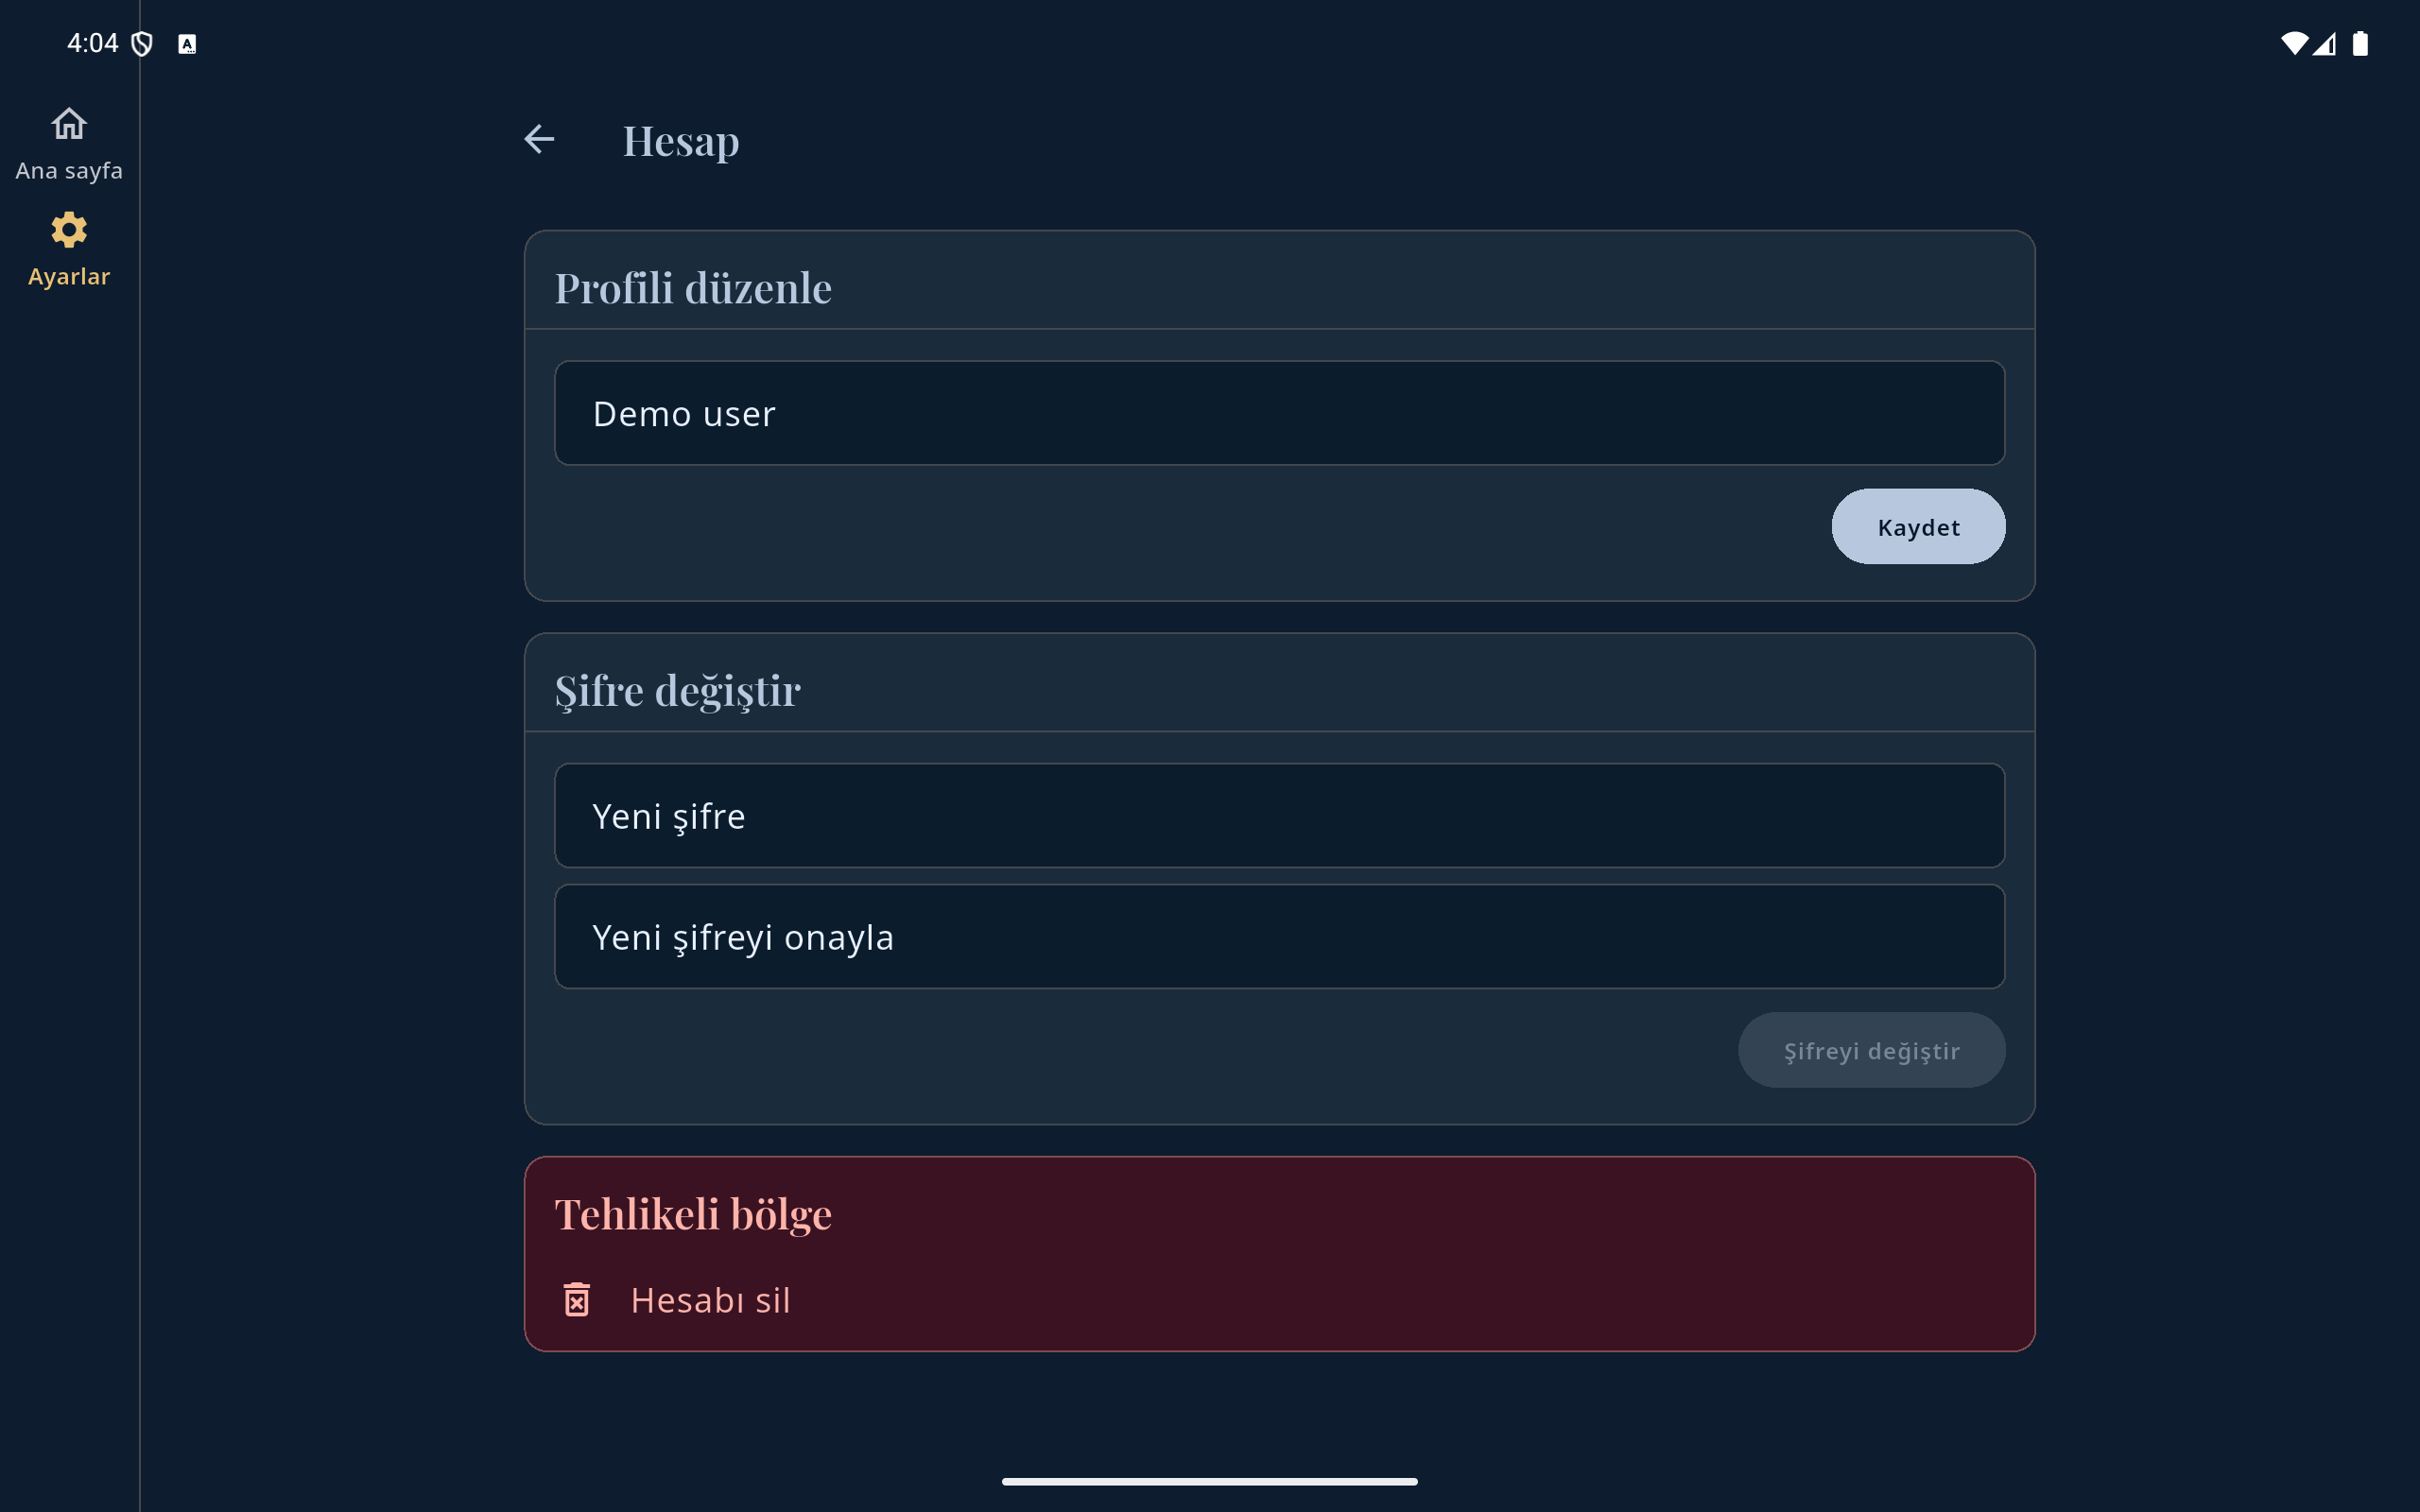 4:04
Ana sayfa
Ayarlar
Hesap
Profili düzenle
Demo user
Kaydet
Şifre değiştir
Yeni şifre
Yeni şifreyi onayla
Şifreyi değiştir
Tehlikeli bölge
Hesabı sil